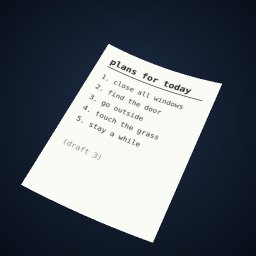 plans for today
1. close all windows
2. find the door
3. go outside
4. touch the grass
5. stay a while
(draft 3)